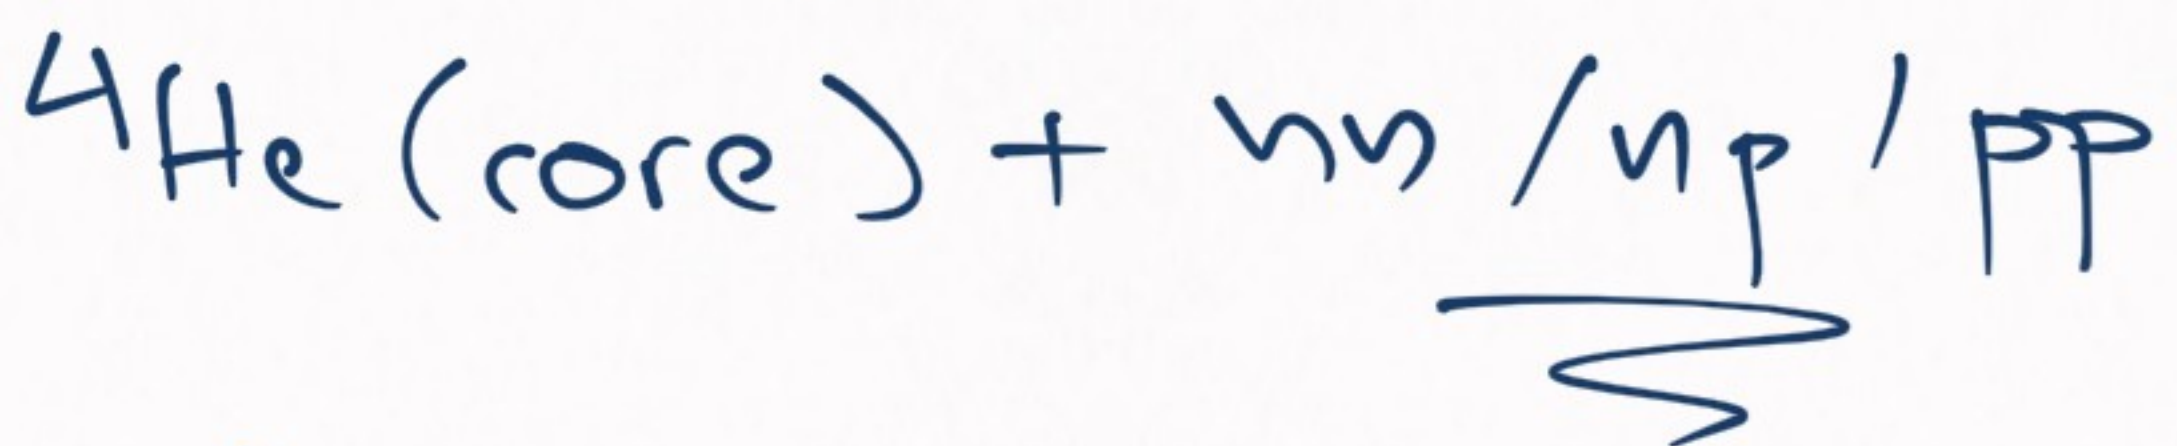 ⁴He (core) + nn / np / pp